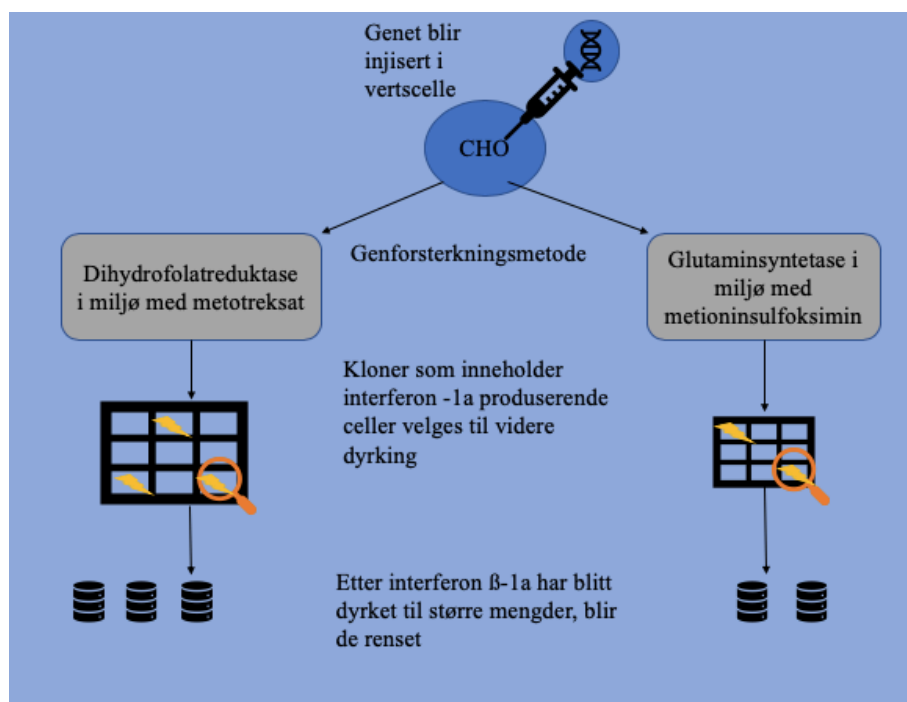 Genet blir
injisert i
vertscelle
CHO
Genforsterkningsmetode
Dihydrofolatreduktase
i miljø med metotreksat
Glutaminsyntetase i
miljø med
metioninsulfoksimin
Kloner som inneholder
interferon -1a produserende
celler velges til videre
dyrking
Etter interferon ß-1a har blitt
dyrket til større mengder, blir
de renset